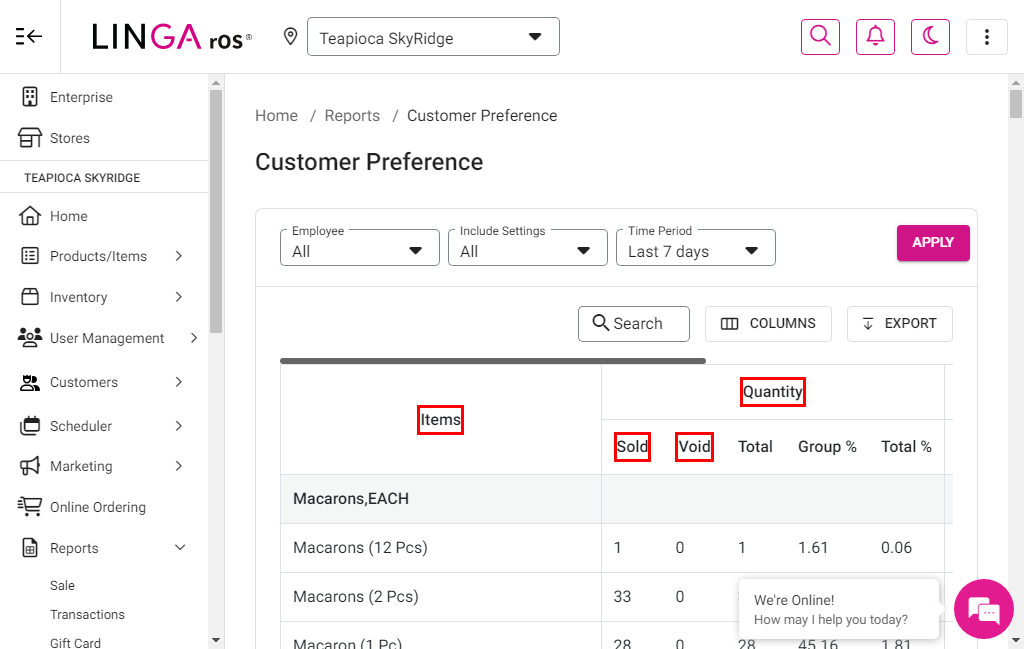 LINGA ros®
Teapioca SkyRidge
Enterprise
Stores
TEAPIOCA SKYRIDGE
Home
Products/Items
Inventory
User Management
Customers
Scheduler
Marketing
Online Ordering
Reports
Sale
Transactions
Gift Card
Home / Reports / Customer Preference
Customer Preference
Employee Include Settings Time Period
All All Last 7 days APPLY
Search COLUMNS EXPORT
Items Quantity
Sold Void Total Group % Total %
Macarons,EACH
Macarons (12 Pcs) 1 0 1 1.61 0.06
Macarons (2 Pcs) 33 0
Macaron (1 Pc) 28 0 28 45.16 1.81
We're Online!
How may I help you today?